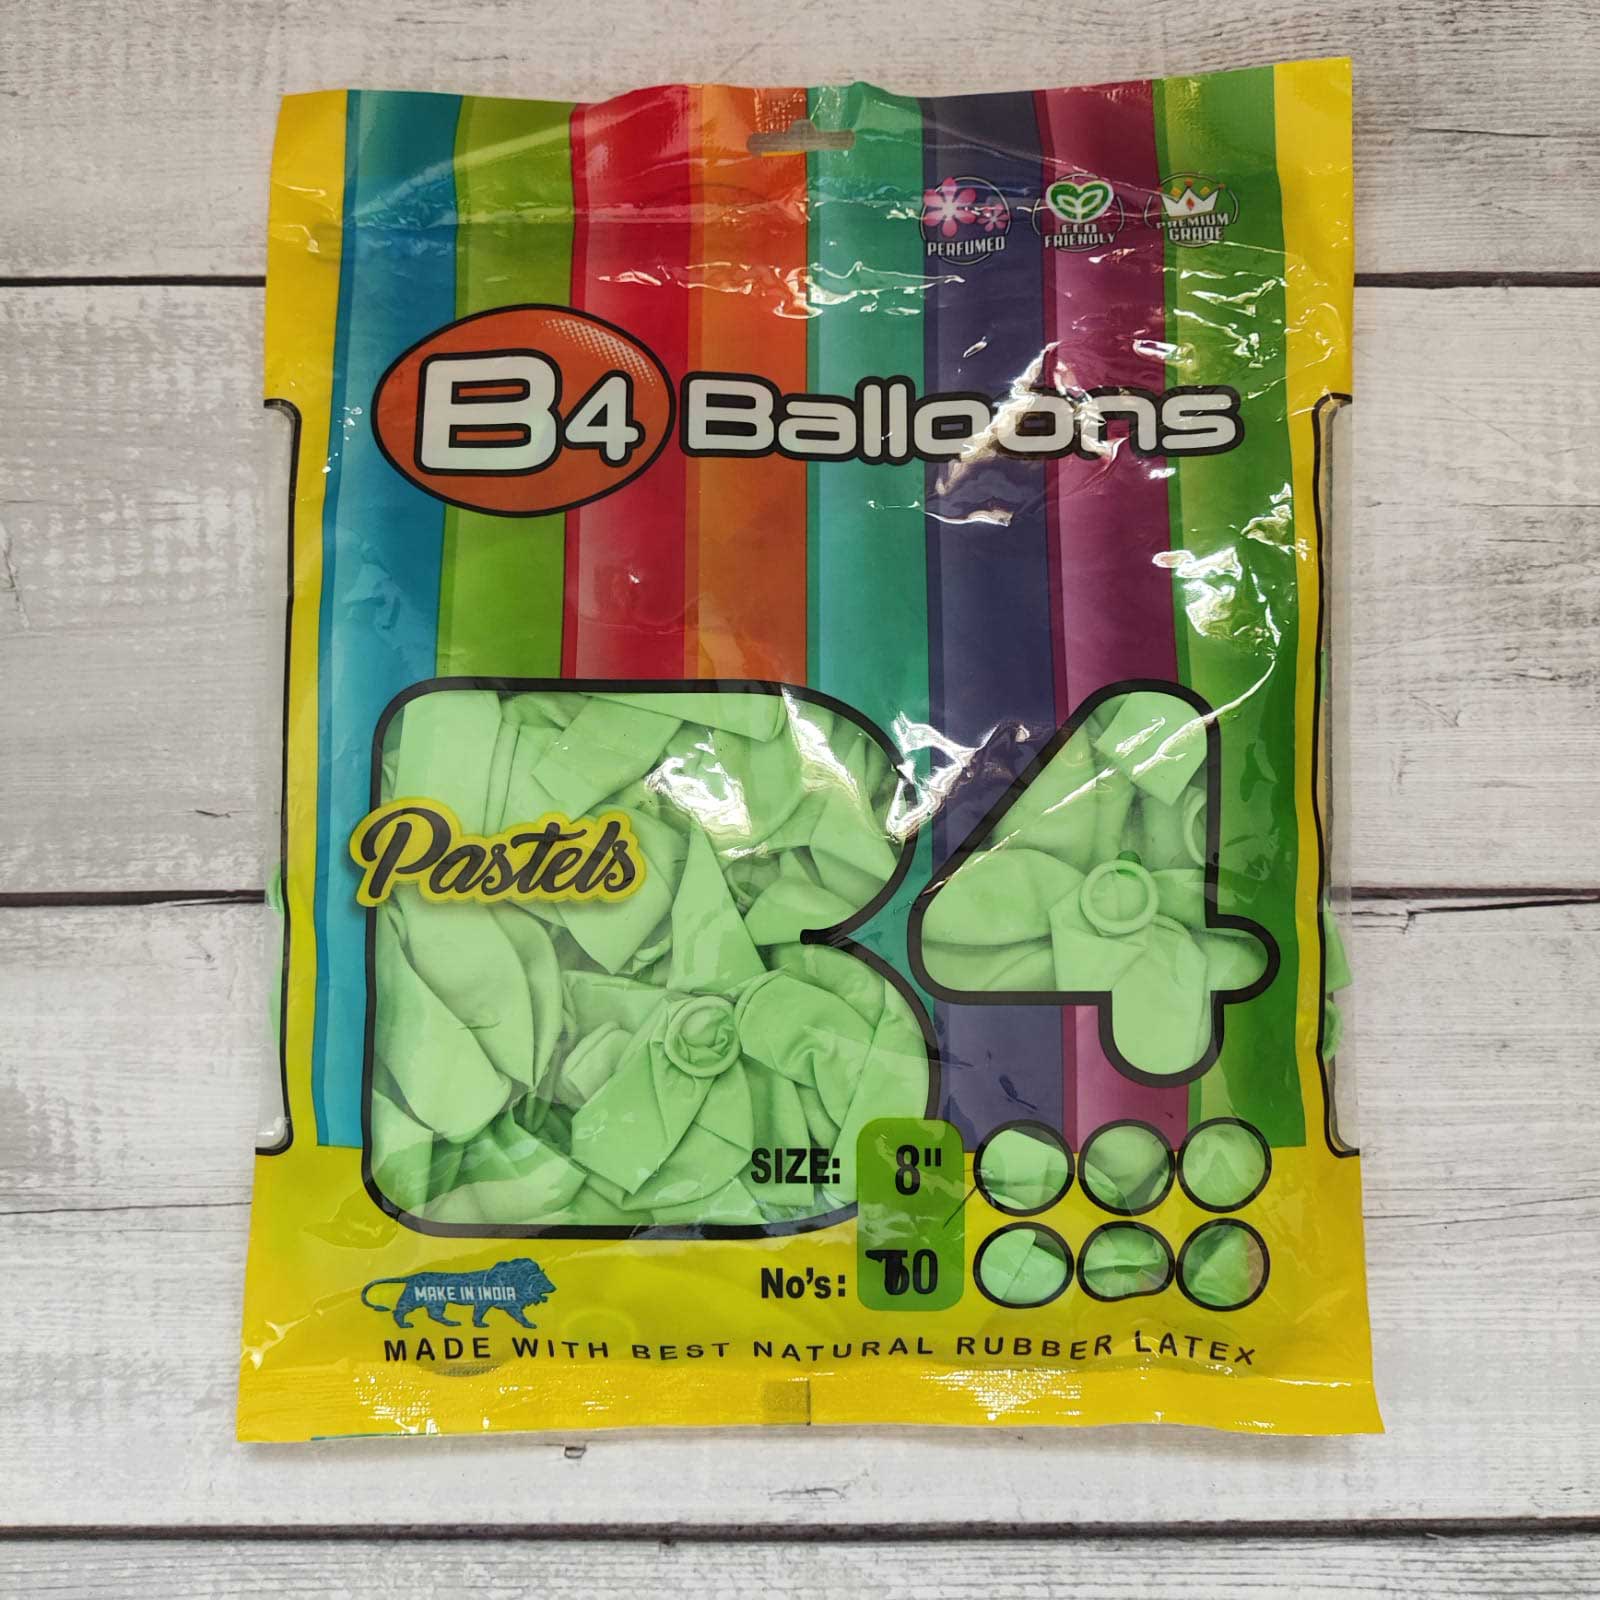 PERFUMED
ECO FRIENDLY
PREMIUM GRADE
B4 Balloons
B4
Pastels
SIZE: 8"
No's:
MAKE IN INDIA
MADE WITH BEST NATURAL RUBBER LATEX